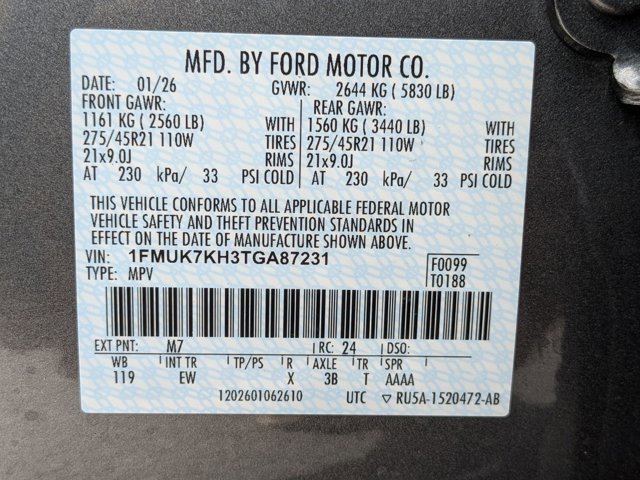 MFD. BY FORD MOTOR CO.
DATE: 01/26 GVWR: 2644 KG ( 5830 LB)
FRONT GAWR: REAR GAWR:
1161 KG ( 2560 LB) WITH 1560 KG ( 3440 LB) WITH
275/45R21 110W TIRES 275/45R21 110W TIRES
21x9.0J RIMS 21x9.0J RIMS
AT 230 kPa/ 33 PSI COLD AT 230 kPa/ 33 PSI COLD
THIS VEHICLE CONFORMS TO ALL APPLICABLE FEDERAL MOTOR
VEHICLE SAFETY AND THEFT PREVENTION STANDARDS IN
EFFECT ON THE DATE OF MANUFACTURE SHOWN ABOVE.
VIN: 1FMUK7KH3TGA87231 F0099
TYPE: MPV T0188
EXT PNT: M7 RC: 24 DSO:
WB INT TR TP/PS R AXLE TR SPR
119 EW X 3B T AAAA
1202601062610 UTC ▽ RU5A-1520472-AB